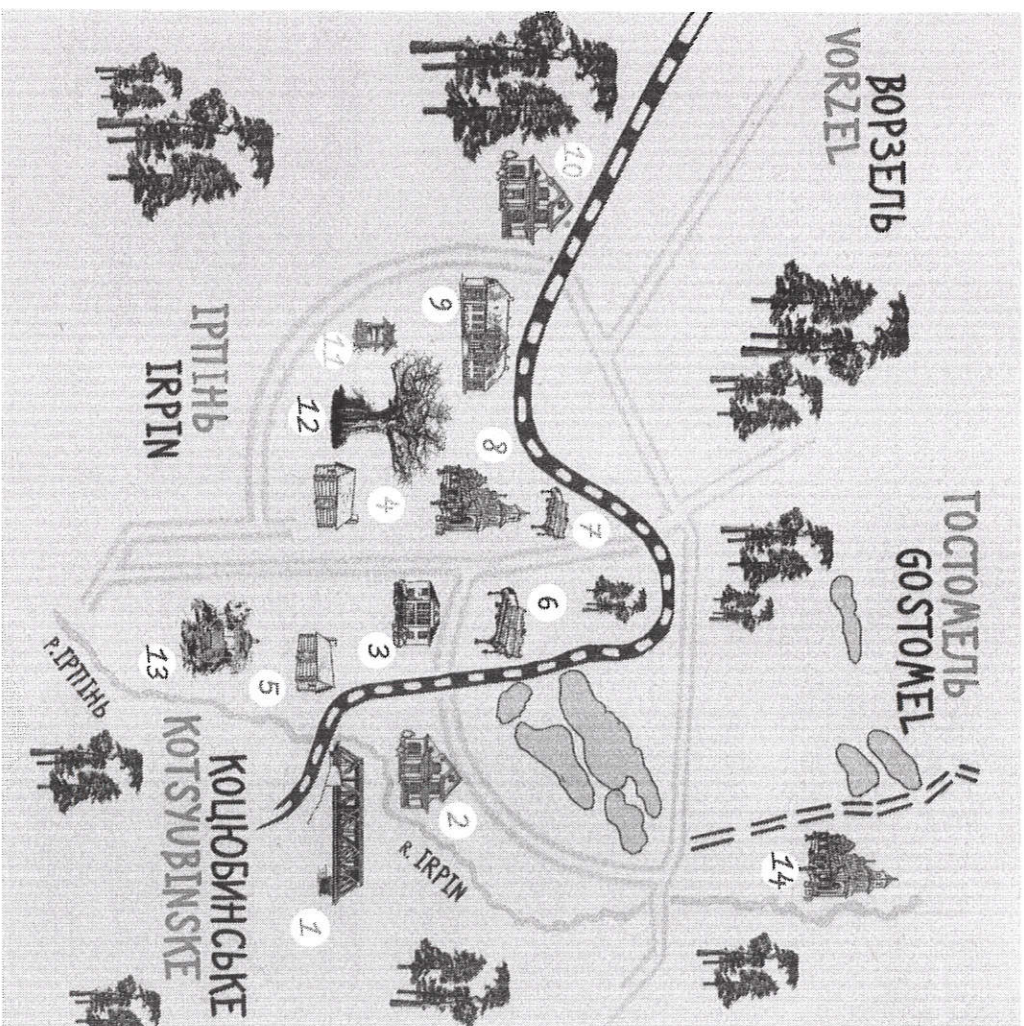 ГОСТОМЕЛЬ
GOSTOMEL
ВОРЗЕЛЬ
VORZEL
14
10
7
6
8
9
2
R. IRPIN
4
3
11
12
1
5
ІРПІНЬ
IRPIN
13
КОЦЮБИНСЬКЕ
KOTSYUBINSKE
Р.ІРПІНЬ